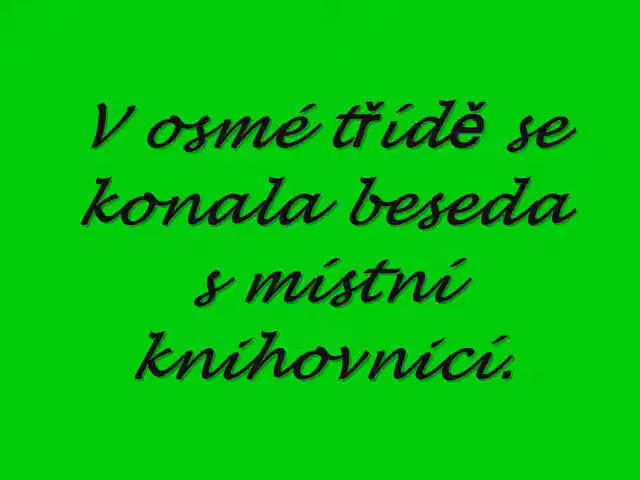 V osmé třídě se
konala beseda
s místní
knihovnicí.